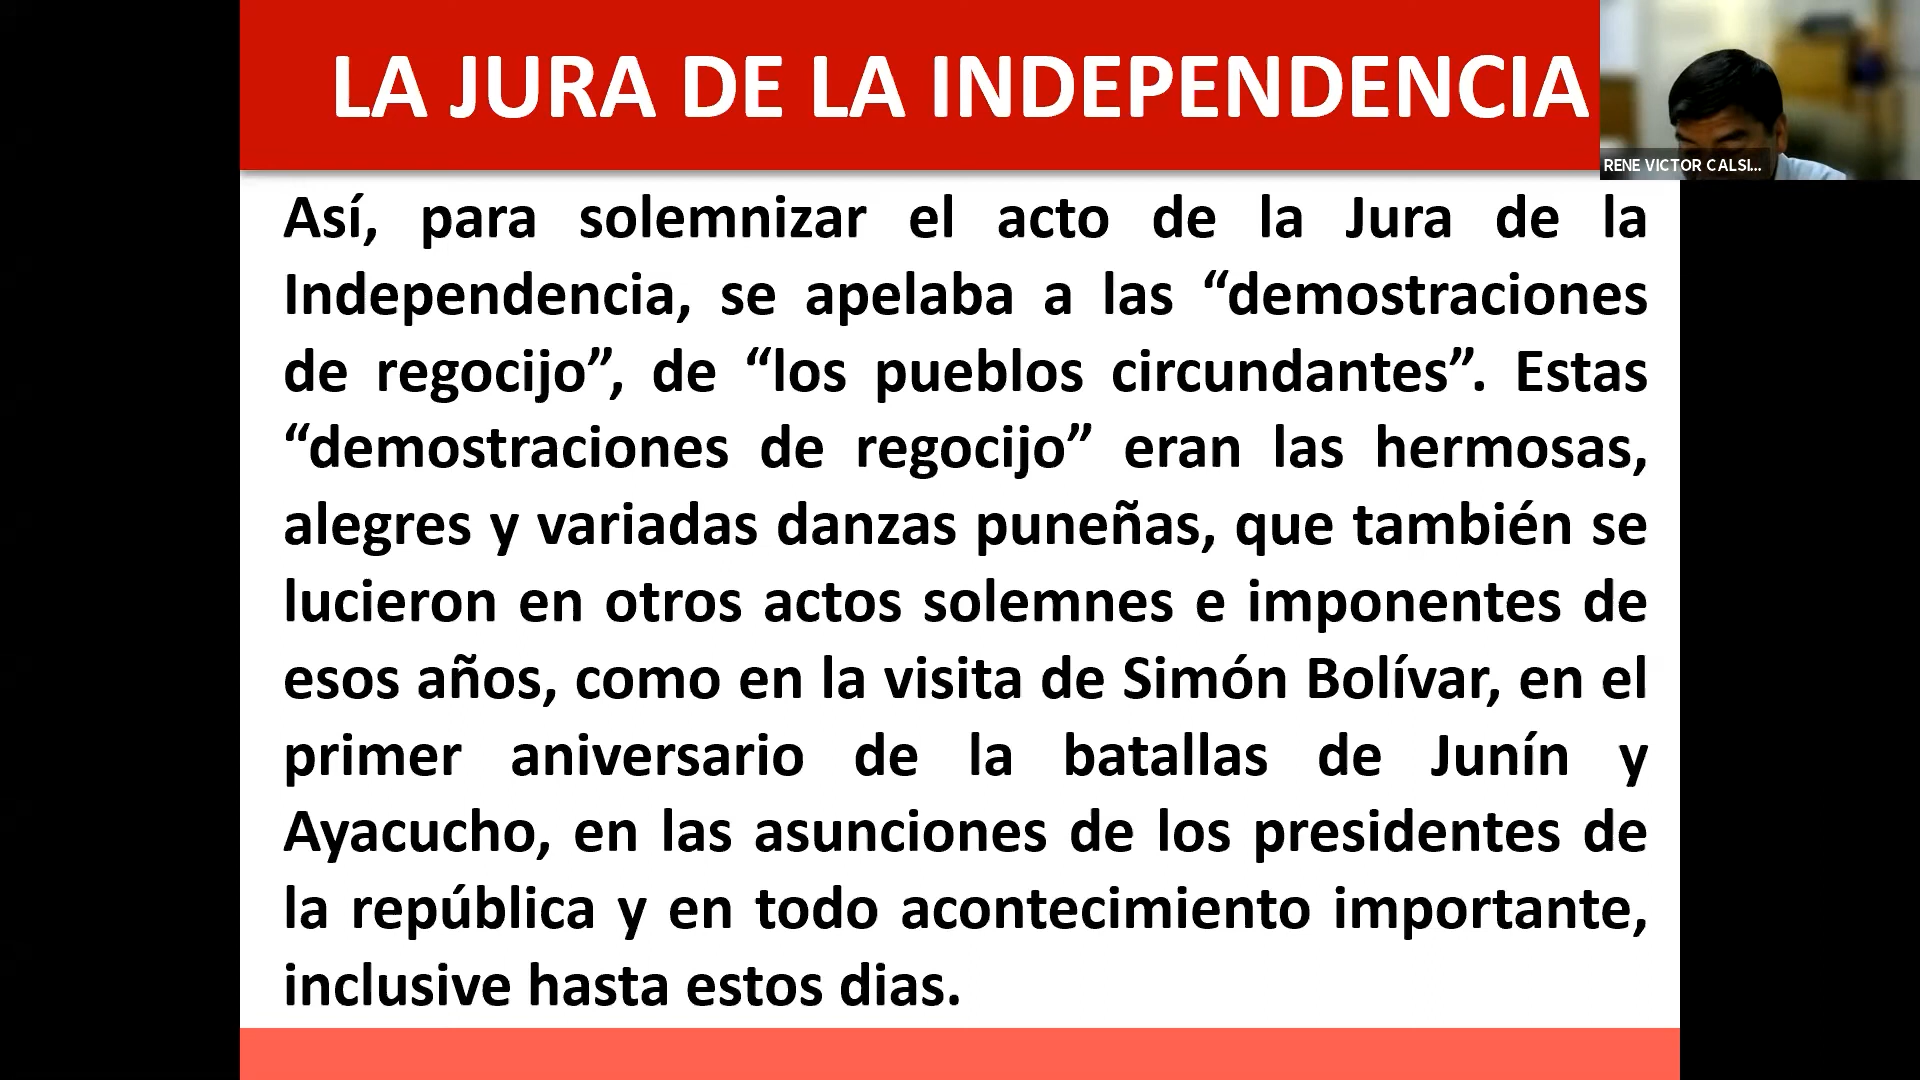 LA JURA DE LA INDEPENDENCIA
RENE VICTOR CALSI...
Así, para solemnizar el acto de la Jura de la
Independencia, se apelaba a las “demostraciones
de regocijo”, de “los pueblos circundantes”. Estas
“demostraciones de regocijo” eran las hermosas,
alegres y variadas danzas puneñas, que también se
lucieron en otros actos solemnes e imponentes de
esos años, como en la visita de Simón Bolívar, en el
primer aniversario de la batallas de Junín y
Ayacucho, en las asunciones de los presidentes de
la república y en todo acontecimiento importante,
inclusive hasta estos dias.